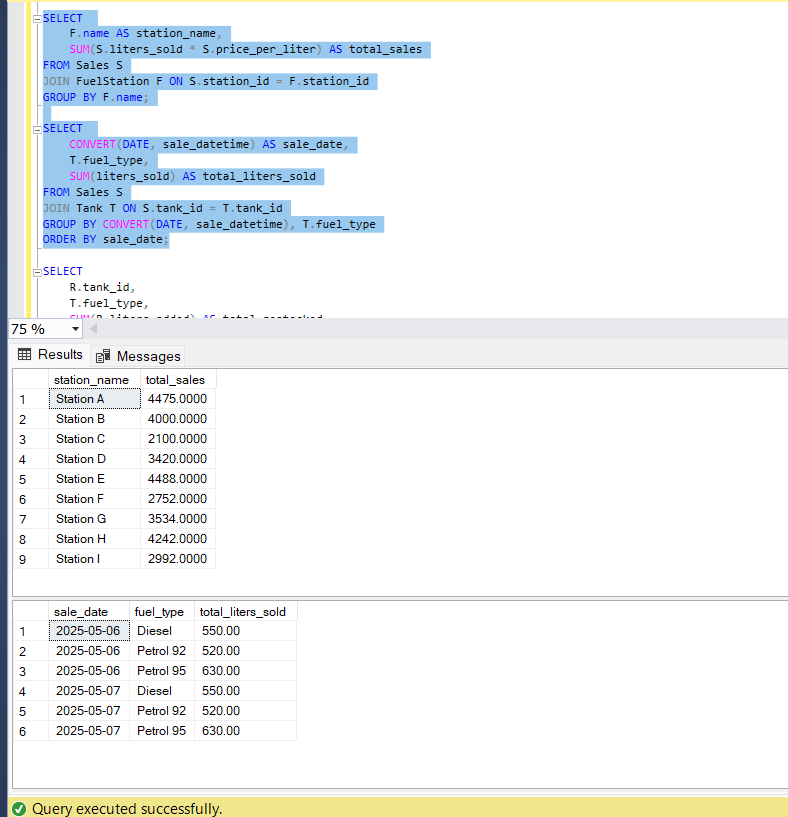 SELECT
F.name AS station_name,
SUM(S.liters_sold * S.price_per_liter) AS total_sales
FROM Sales S
JOIN FuelStation F ON S.station_id = F.station_id
GROUP BY F.name;
SELECT
CONVERT(DATE, sale_datetime) AS sale_date,
T.fuel_type,
SUM(liters_sold) AS total_liters_sold
FROM Sales S
JOIN Tank T ON S.tank_id = T.tank_id
GROUP BY CONVERT(DATE, sale_datetime), T.fuel_type
ORDER BY sale_date;
SELECT
R.tank_id,
T.fuel_type,
SUM(R.liters_added) AS total_restocked
75 %
Results Messages
station_name total_sales
1 Station A 4475.0000
2 Station B 4000.0000
3 Station C 2100.0000
4 Station D 3420.0000
5 Station E 4488.0000
6 Station F 2752.0000
7 Station G 3534.0000
8 Station H 4242.0000
9 Station I 2992.0000
sale_date fuel_type total_liters_sold
1 2025-05-06 Diesel 550.00
2 2025-05-06 Petrol 92 520.00
3 2025-05-06 Petrol 95 630.00
4 2025-05-07 Diesel 550.00
5 2025-05-07 Petrol 92 520.00
6 2025-05-07 Petrol 95 630.00
Query executed successfully.